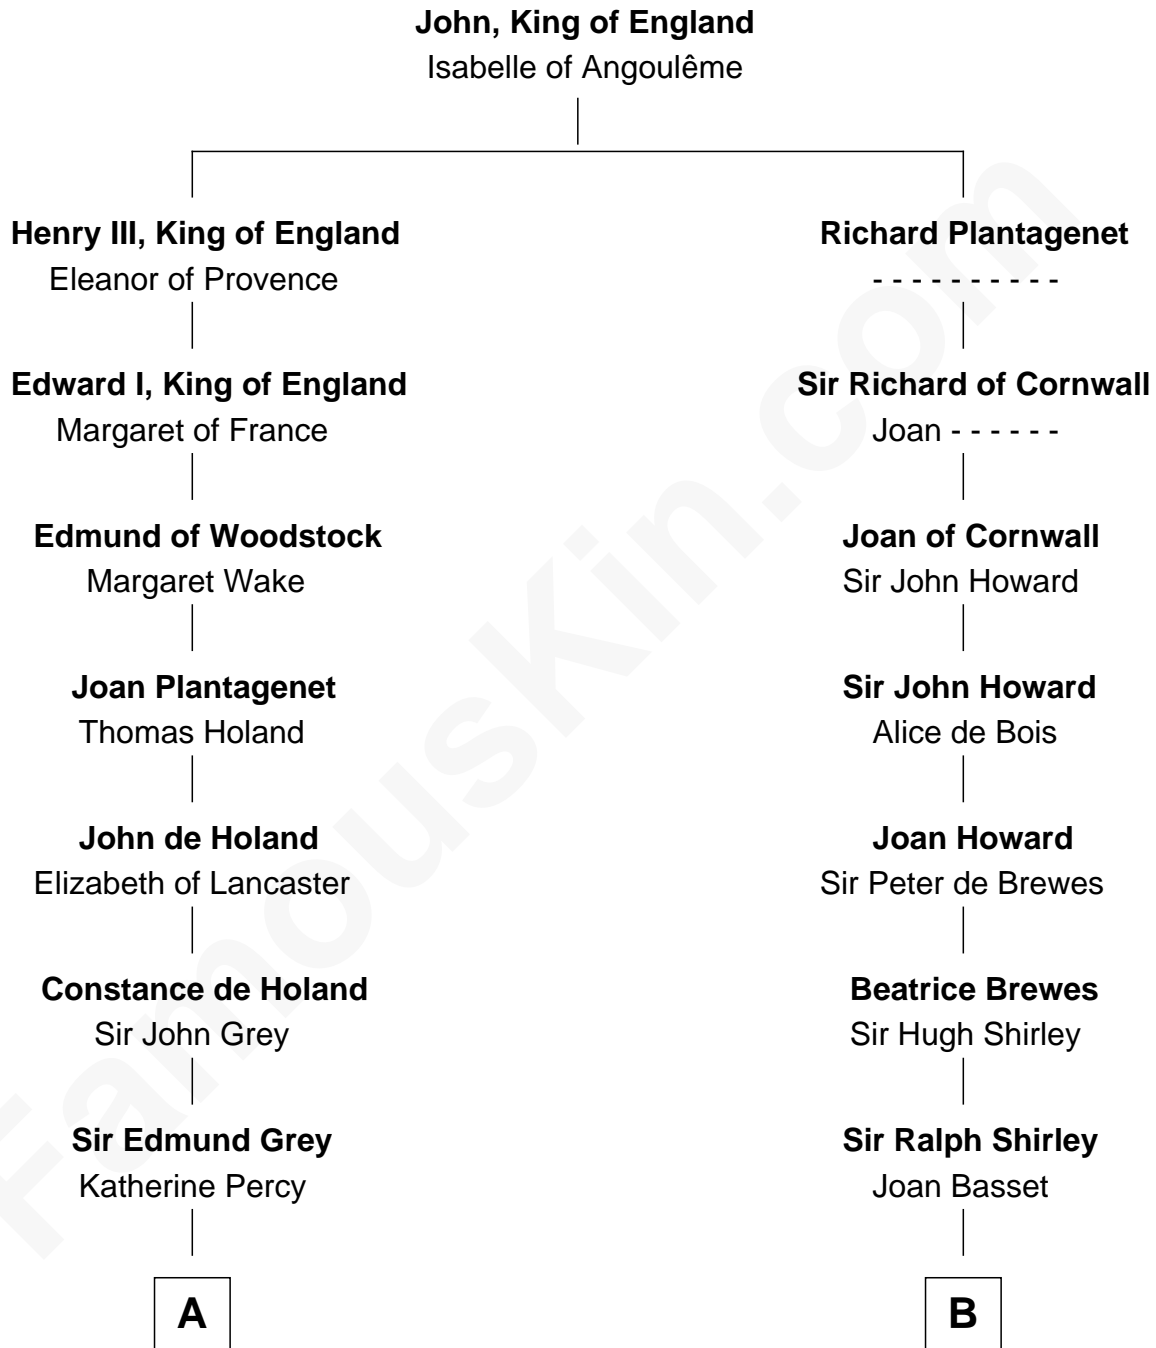 John, King of England
Isabelle of Angoulême
Henry III, King of England
Eleanor of Provence
Edward I, King of England
Margaret of France
Edmund of Woodstock
Margaret Wake
Joan Plantagenet
Thomas Holand
John de Holand
Elizabeth of Lancaster
Constance de Holand
Sir John Grey
Sir Edmund Grey
Katherine Percy
A
Richard Plantagenet
- - - - - - - - - -
Sir Richard of Cornwall
Joan - - - - - -
Joan of Cornwall
Sir John Howard
Sir John Howard
Alice de Bois
Joan Howard
Sir Peter de Brewes
Beatrice Brewes
Sir Hugh Shirley
Sir Ralph Shirley
Joan Basset
B
FamousKin.com